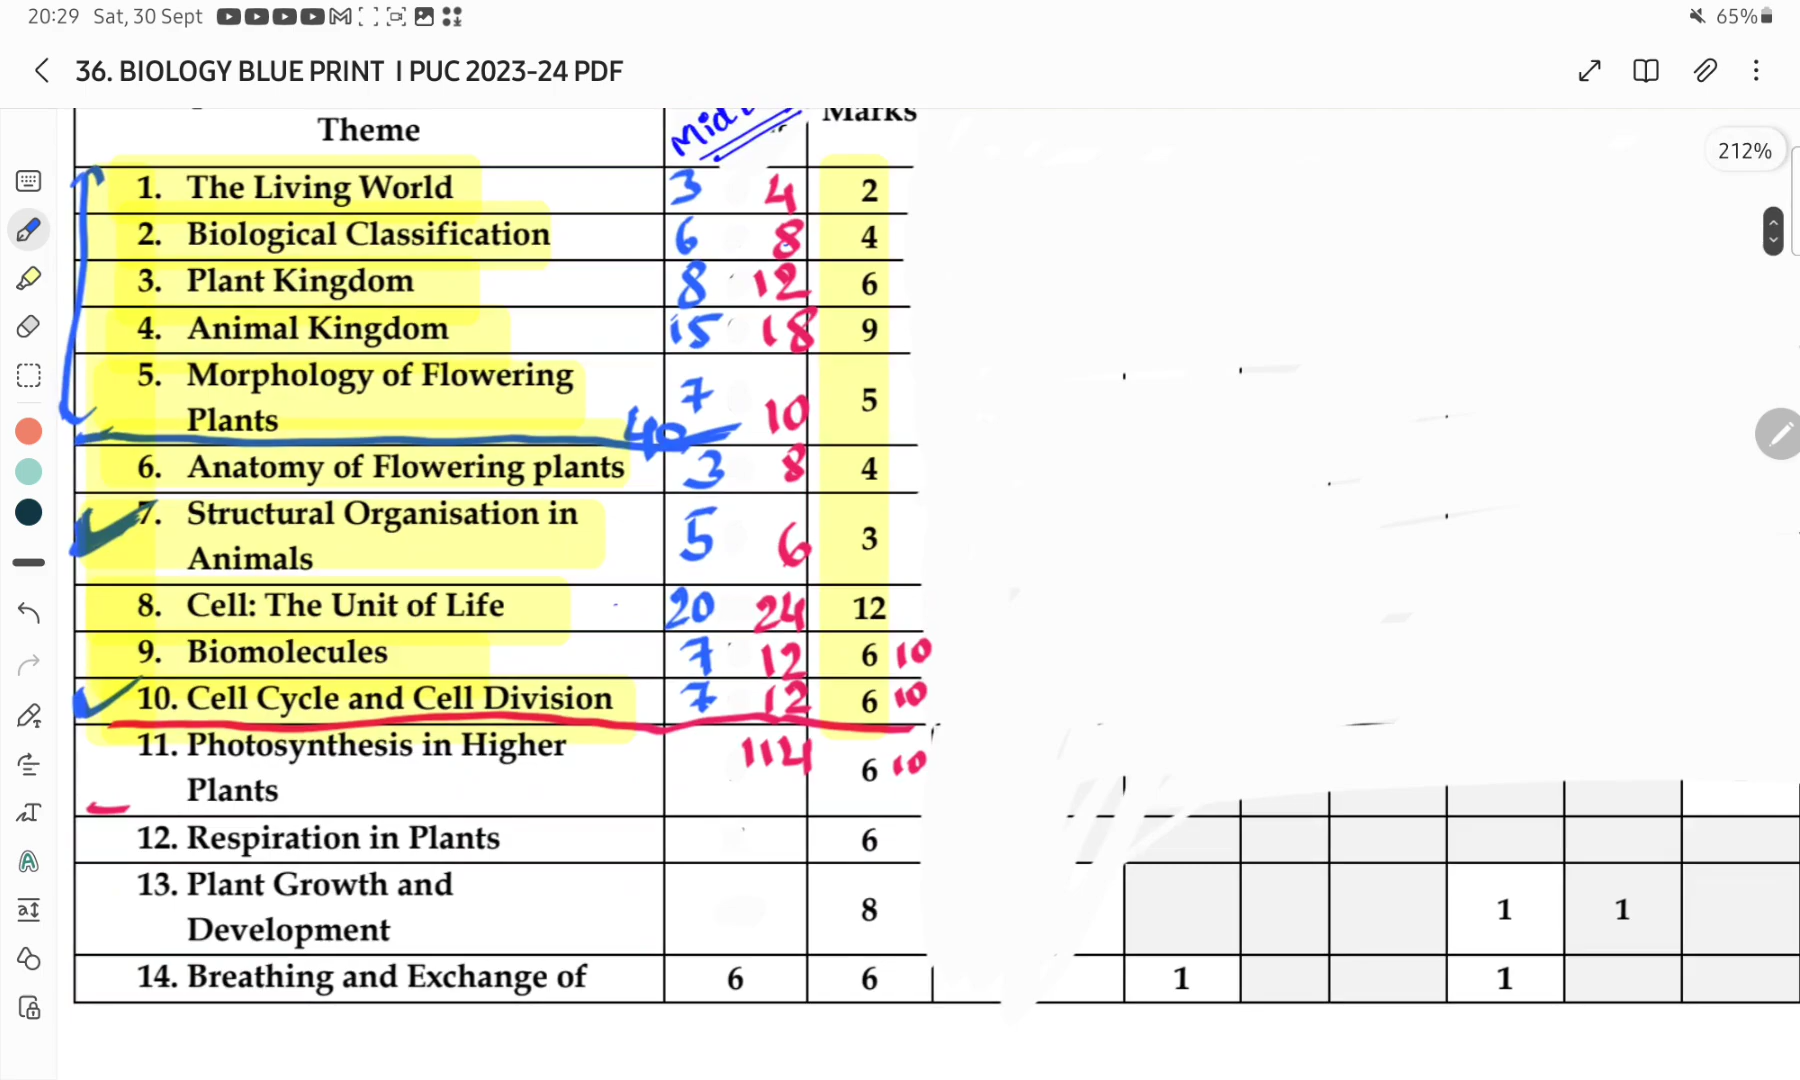 20:29 Sat, 30 Sept 65%
36. BIOLOGY BLUE PRINT I PUC 2023-24 PDF
212%
Theme Marks
1. The Living World 3 4 2
2. Biological Classification 6 8 4
3. Plant Kingdom 8 12 6
4. Animal Kingdom 15 18 9
5. Morphology of Flowering
Plants 7 10 5
40
6. Anatomy of Flowering plants 3 8 4
7. Structural Organisation in
Animals 5 6 3
8. Cell: The Unit of Life 20 24 12
9. Biomolecules 7 12 6 10
10. Cell Cycle and Cell Division 7 12 6 10
11. Photosynthesis in Higher
Plants 114 6 10
12. Respiration in Plants 6
13. Plant Growth and
Development 8 1 1
14. Breathing and Exchange of 6 6 1 1